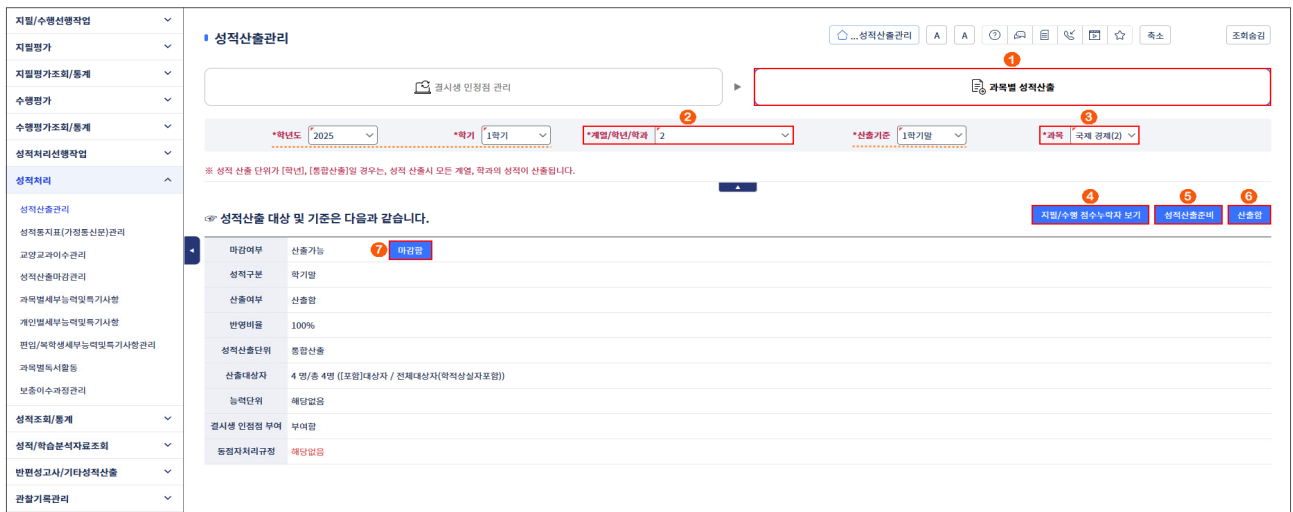 지필/수행선행작업
지필평가
지필평가조회/통계
수행평가
수행평가조회/통계
성적처리선행작업
성적처리
성적산출관리
성적통지표(가정통신문)관리
교양교과이수관리
성적산출마감관리
과목별세부능력및특기사항
개인별세부능력및특기사항
편입/복학생세부능력및특기사항관리
과목별독서활동
보충이수과정관리
성적조회/통계
성적/학습분석자료조회
반편성고사/기타성적산출
관찰기록관리
성적산출관리
...성적산출관리 A A 축소 조회숨김
1
결시생 인정점 관리 ▶ 과목별 성적산출
2 3
*학년도 2025 *학기 1학기 *계열/학년/학과 2 *산출기준 1학기말 *과목 국제 경제(2)
※ 성적 산출 단위가 [학년], [통합산출]일 경우는, 성적 산출시 모든 계열, 학과의 성적이 산출됩니다.
4 5 6
☞ 성적산출 대상 및 기준은 다음과 같습니다. 지필/수행 점수누락자 보기 성적산출준비 산출함
마감여부 산출가능 7 마감함
성적구분 학기말
산출여부 산출함
반영비율 100%
성적산출단위 통합산출
산출대상자 4 명/총 4명 ([포함]대상자 / 전체대상자(학적상실자포함))
능력단위 해당없음
결시생 인정점 부여 부여함
동점자처리규정 해당없음